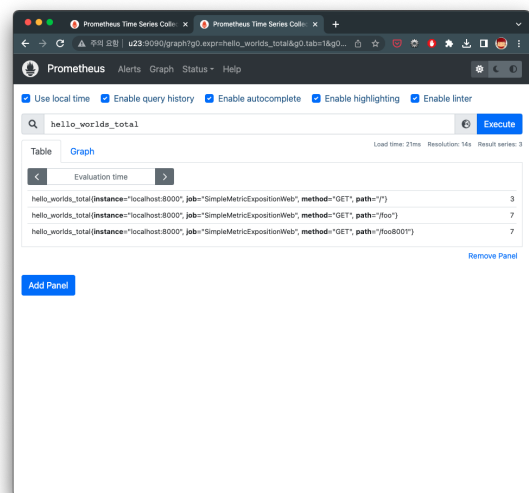 Prometheus Time Series Collec
Prometheus Time Series Collec
주의 요함 u23:9090/graph?g0.expr=hello_worlds_total&g0.tab=1&g0...
Prometheus Alerts Graph Status Help
Use local time Enable query history Enable autocomplete Enable highlighting Enable linter
hello_worlds_total Execute
Load time: 21ms Resolution: 14s Result series: 3
Table Graph
Evaluation time
hello_worlds_total{instance="localhost:8000", job="SimpleMetricExpositionWeb", method="GET", path="/"} 3
hello_worlds_total{instance="localhost:8000", job="SimpleMetricExpositionWeb", method="GET", path="/foo"} 7
hello_worlds_total{instance="localhost:8000", job="SimpleMetricExpositionWeb", method="GET", path="/foo8001"} 7
Remove Panel
Add Panel